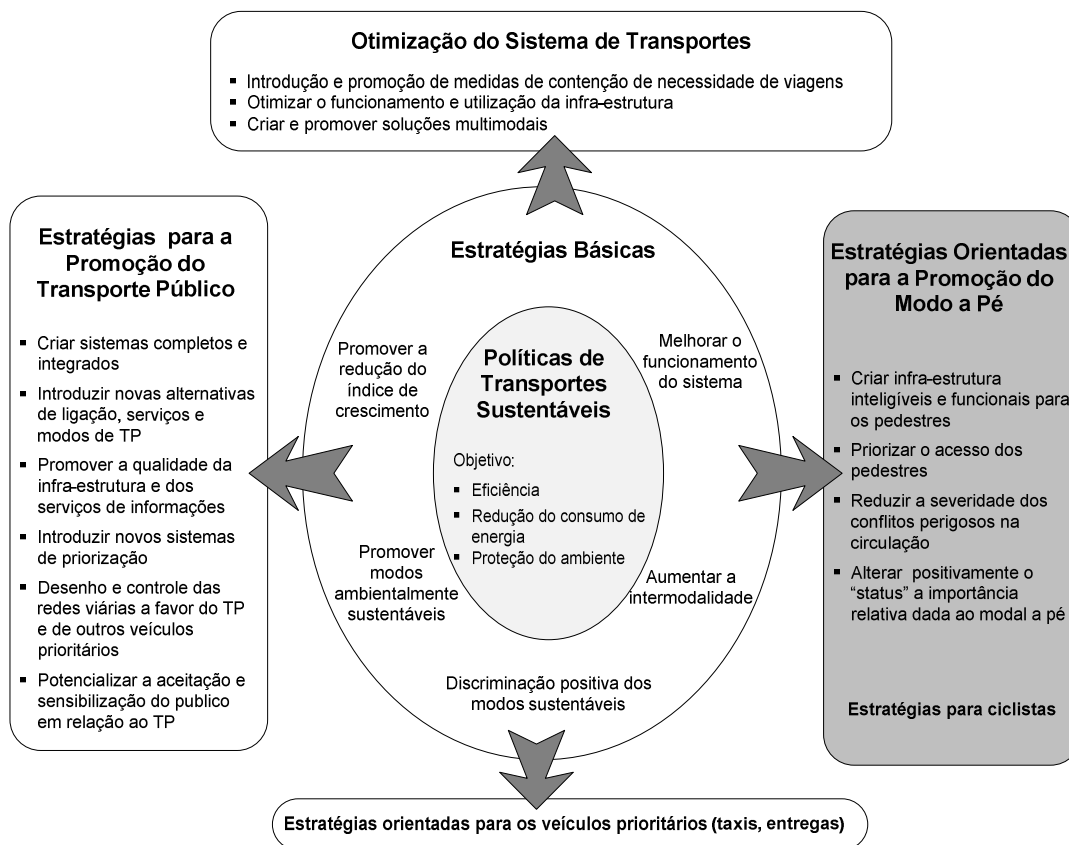 Otimização do Sistema de Transportes
▪ Introdução e promoção de medidas de contenção de necessidade de viagens
▪ Otimizar o funcionamento e utilização da infra-estrutura
▪ Criar e promover soluções multimodais
Estratégias para a
Promoção do
Transporte Público
▪ Criar sistemas completos e
integrados
▪ Introduzir novas alternativas
de ligação, serviços e
modos de TP
▪ Promover a qualidade da
infra-estrutura e dos
serviços de informações
▪ Introduzir novos sistemas
de priorização
▪ Desenho e controle das
redes viárias a favor do TP
e de outros veículos
prioritários
▪ Potencializar a aceitação e
sensibilização do publico
em relação ao TP
Estratégias Básicas
Promover a
redução do
índice de
crescimento
Melhorar o
funcionamento
do sistema
Políticas de
Transportes
Sustentáveis
Objetivo:
▪ Eficiência
▪ Redução do consumo de
energia
▪ Proteção do ambiente
Promover
modos
ambientalmente
sustentáveis
Aumentar a
intermodalidade
Discriminação positiva dos
modos sustentáveis
Estratégias Orientadas
para a Promoção do
Modo a Pé
▪ Criar infra-estrutura
inteligíveis e funcionais para
os pedestres
▪ Priorizar o acesso dos
pedestres
▪ Reduzir a severidade dos
conflitos perigosos na
circulação
▪ Alterar positivamente o
“status” a importância
relativa dada ao modal a pé
Estratégias para ciclistas
Estratégias orientadas para os veículos prioritários (taxis, entregas)